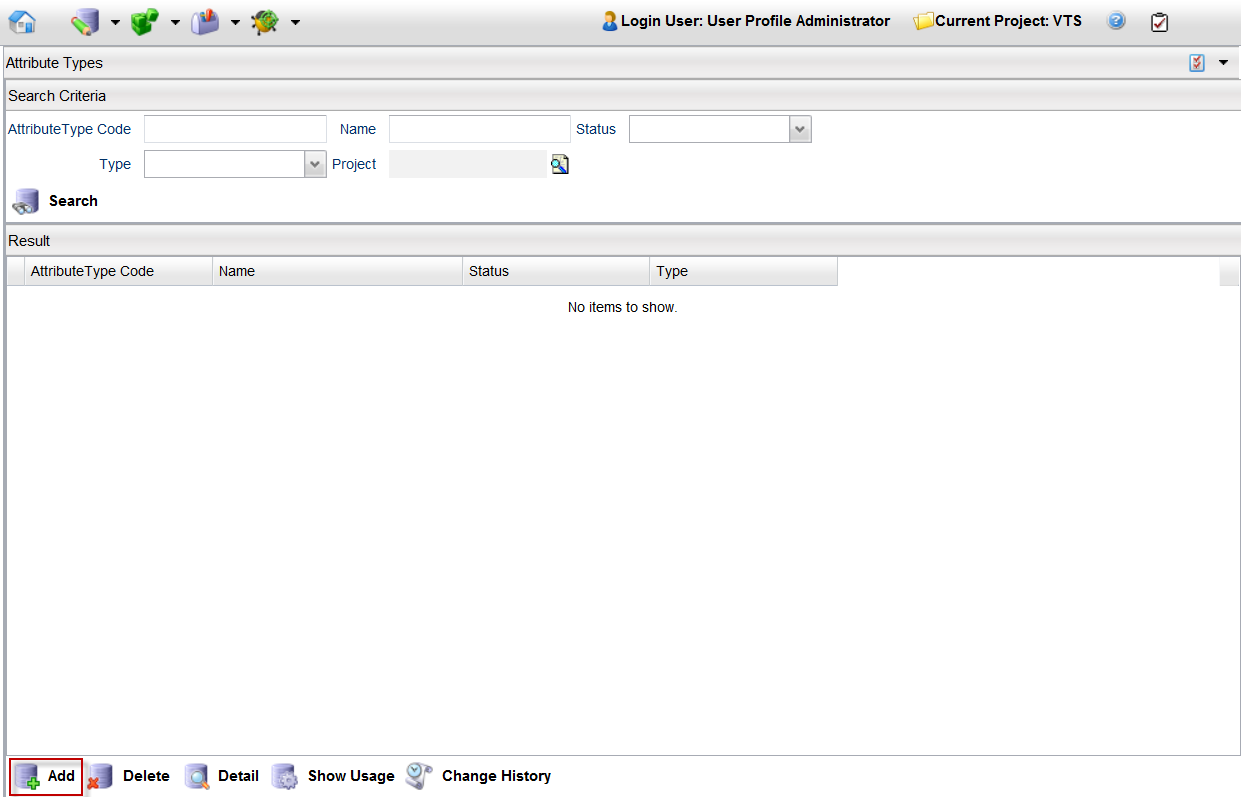 Login User: User Profile Administrator Current Project: VTS
Attribute Types
Search Criteria
AttributeType Code Name Status
Type Project
Search
Result
AttributeType Code Name Status Type
No items to show.
Add Delete Detail Show Usage Change History